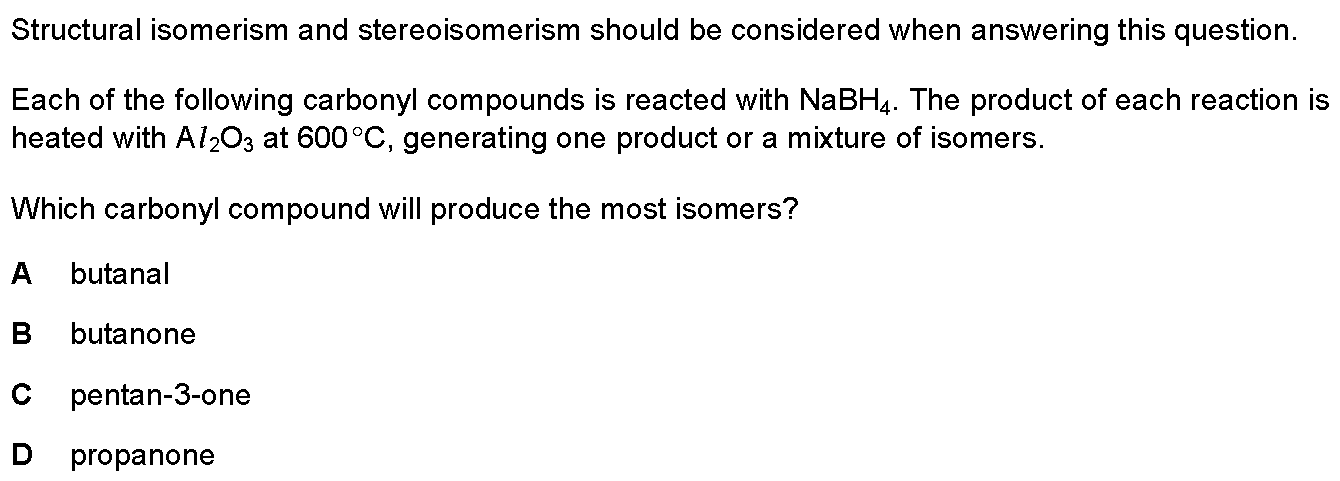 Structural isomerism and stereoisomerism should be considered when answering this question.
Each of the following carbonyl compounds is reacted with NaBH₄. The product of each reaction is
heated with Al₂O₃ at 600 °C, generating one product or a mixture of isomers.
Which carbonyl compound will produce the most isomers?
A butanal
B butanone
C pentan-3-one
D propanone